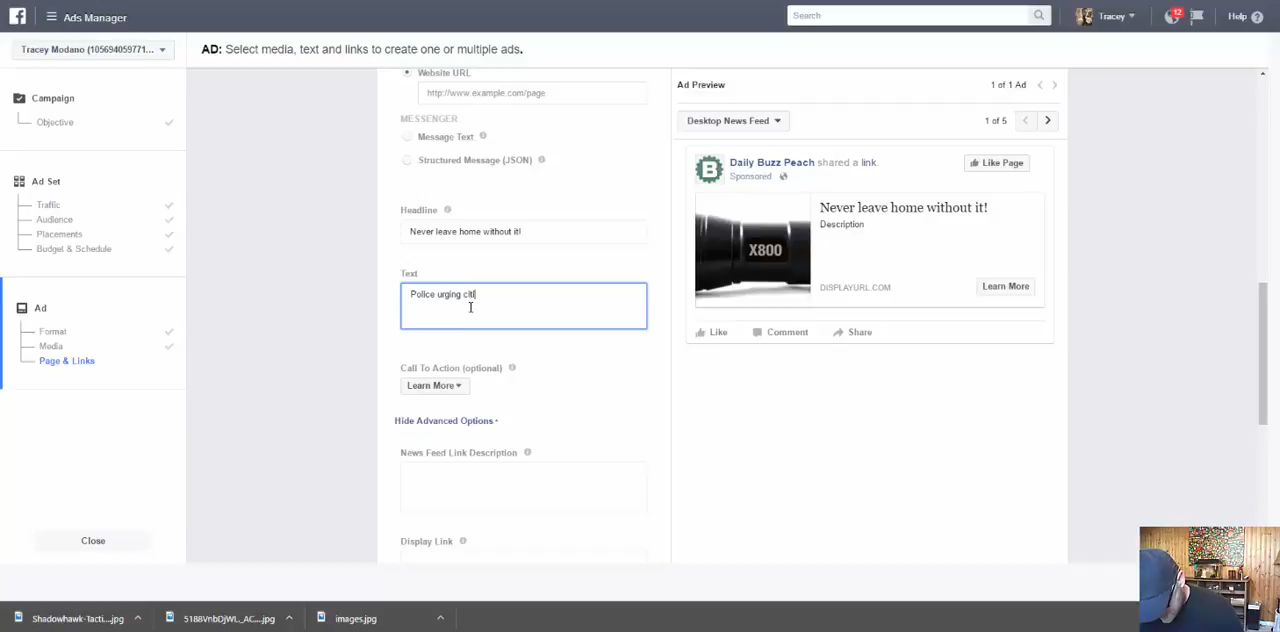 Ads Manager
Search
Tracey
12
Help
Tracey Modano (105694059771...
AD: Select media, text and links to create one or multiple ads.
Campaign
Objective
Ad Set
Traffic
Audience
Placements
Budget & Schedule
Ad
Format
Media
Page & Links
Close
Website URL
http://www.example.com/page
MESSENGER
Message Text
Structured Message (JSON)
Headline
Never leave home without it!
Text
Police urging citi
Call To Action (optional)
Learn More
Hide Advanced Options
News Feed Link Description
Display Link
Ad Preview
1 of 1 Ad
Desktop News Feed
1 of 5
B
Daily Buzz Peach shared a link.
Sponsored
Like Page
X800
Never leave home without it!
Description
DISPLAYURL.COM
Learn More
Like
Comment
Share
Shadowhawk-Tacti...jpg
5188VnbDjWL._AC...jpg
images.jpg